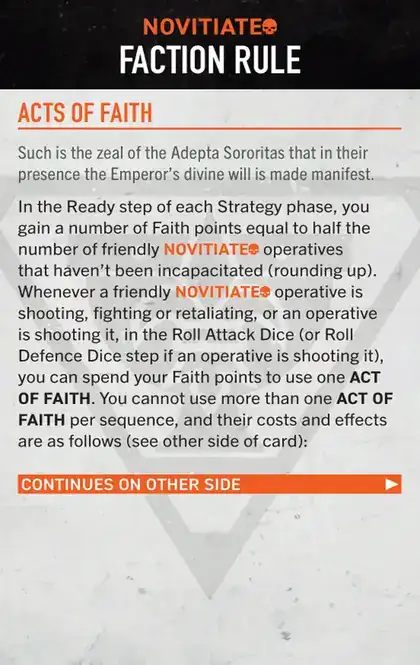 NOVITIATE
FACTION RULE
ACTS OF FAITH
Such is the zeal of the Adepta Sororitas that in their
presence the Emperor’s divine will is made manifest.
In the Ready step of each Strategy phase, you
gain a number of Faith points equal to half the
number of friendly NOVITIATE operatives
that haven’t been incapacitated (rounding up).
Whenever a friendly NOVITIATE operative is
shooting, fighting or retaliating, or an operative
is shooting it, in the Roll Attack Dice (or Roll
Defence Dice step if an operative is shooting it),
you can spend your Faith points to use one ACT
OF FAITH. You cannot use more than one ACT OF
FAITH per sequence, and their costs and effects
are as follows (see other side of card):
CONTINUES ON OTHER SIDE